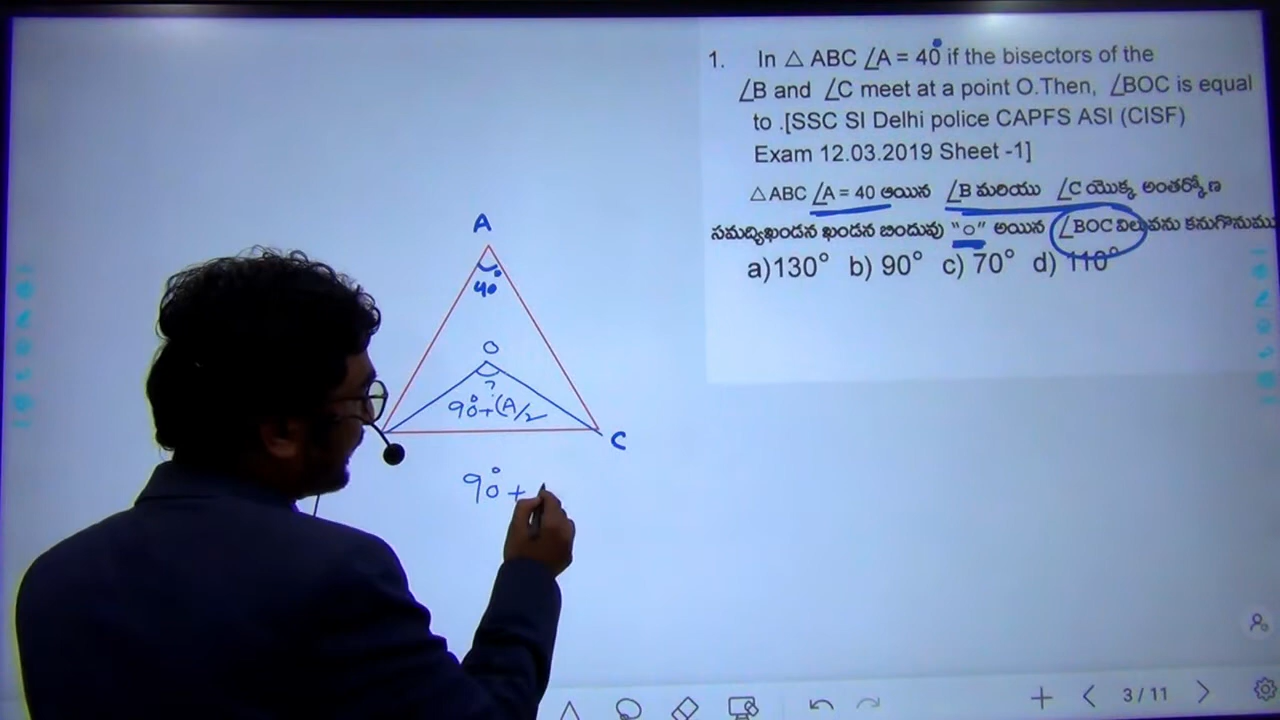 1. In △ ABC ∠A = 40° if the bisectors of the
∠B and ∠C meet at a point O.Then, ∠BOC is equal
to .[SSC SI Delhi police CAPFS ASI (CISF)
Exam 12.03.2019 Sheet -1]
△ABC ∠A = 40 అయిన ∠B మరియు ∠C యొక్క అంతర్కోణ
సమద్విఖండన ఖండన బిందువు "ం" అయిన ∠BOC విలువను కనుగొనుము
a)130° b) 90° c) 70° d) 110°
A
40°
O
?
90°+(A/2
C
90°+
3 / 11